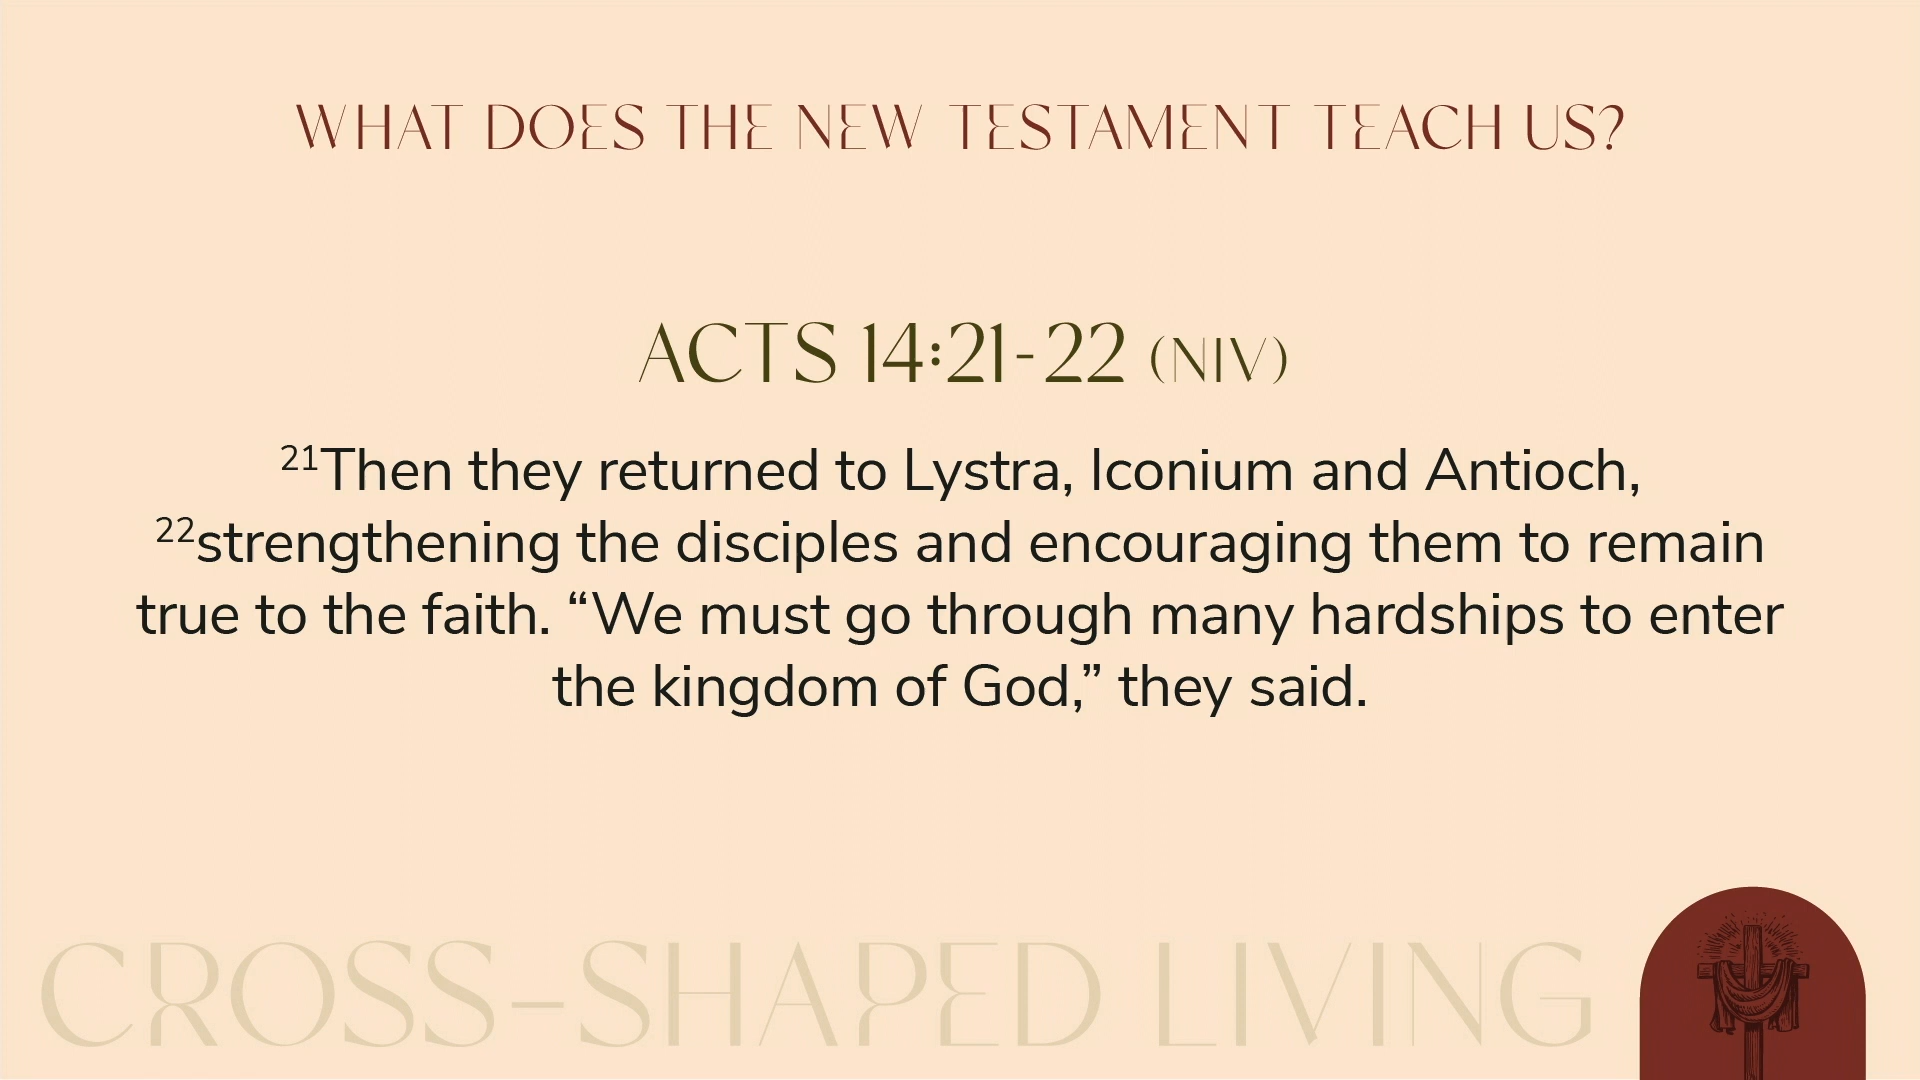 WHAT DOES THE NEW TESTAMENT TEACH US?
ACTS 14:21-22 (NIV)
21Then they returned to Lystra, Iconium and Antioch,
22strengthening the disciples and encouraging them to remain
true to the faith. “We must go through many hardships to enter
the kingdom of God,” they said.
CROSS-SHAPED LIVING